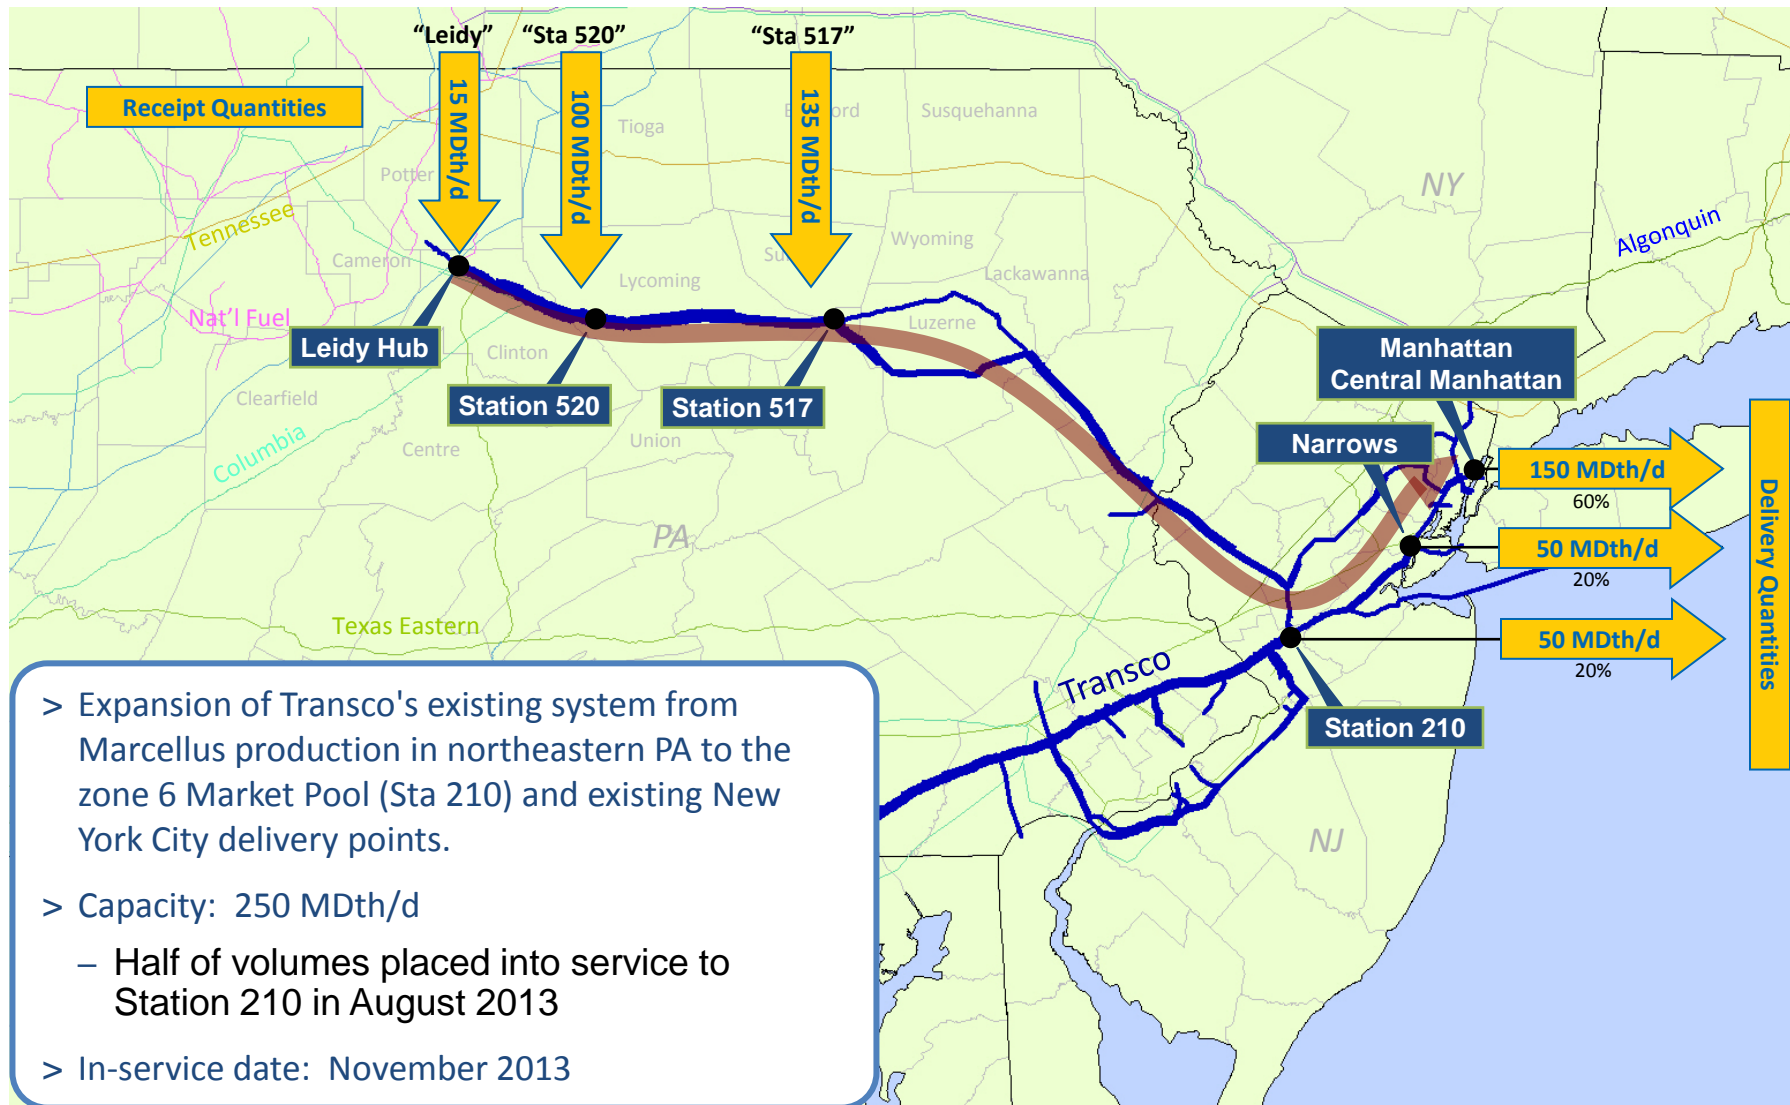 “Leidy”
“Sta 520”
“Sta 517”
Receipt Quantities
15 MDth/d
100 MDth/d
135 MDth/d
Tioga
Susquehanna
Potter
NY
Tennessee
Algonquin
Wyoming
Cameron
Lycoming
Lackawanna
Nat’l Fuel
Luzerne
Leidy Hub
Clinton
Manhattan
Central Manhattan
Clearfield
Station 520
Station 517
Columbia
Centre
Union
Narrows
150 MDth/d
60%
PA
50 MDth/d
20%
Delivery Quantities
Texas Eastern
50 MDth/d
20%
Transco
Station 210
NJ
> Expansion of Transco's existing system from
Marcellus production in northeastern PA to the
zone 6 Market Pool (Sta 210) and existing New
York City delivery points.
> Capacity: 250 MDth/d
– Half of volumes placed into service to
Station 210 in August 2013
> In-service date: November 2013